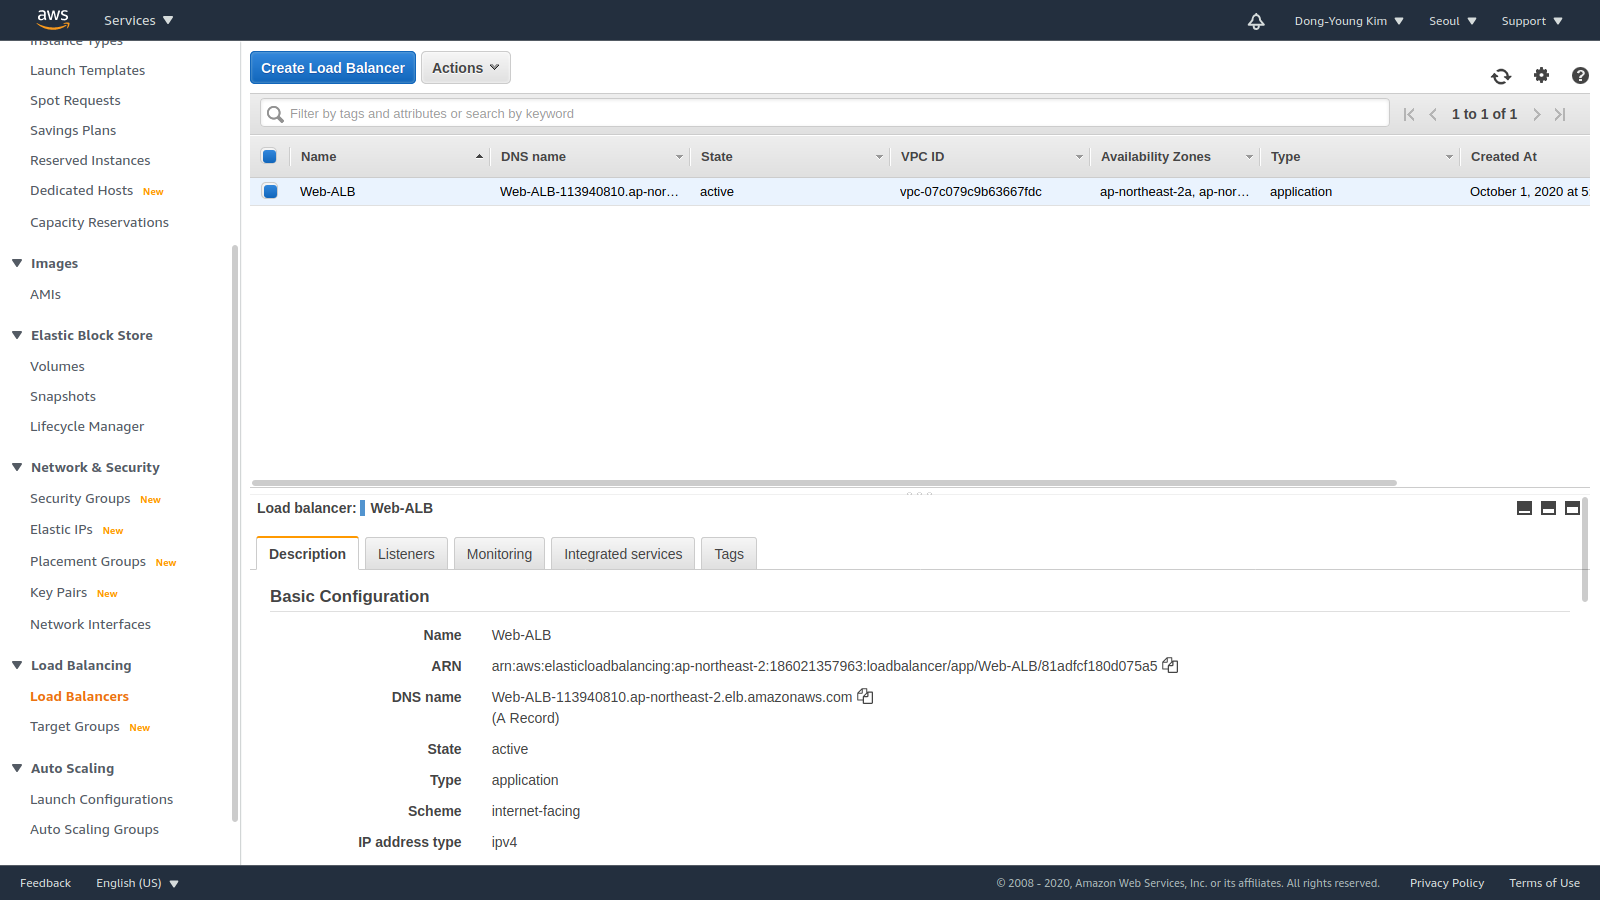 aws Services Dong-Young Kim Seoul Support
Instance Types
Launch Templates
Spot Requests
Savings Plans
Reserved Instances
Dedicated Hosts New
Capacity Reservations
Images
AMIs
Elastic Block Store
Volumes
Snapshots
Lifecycle Manager
Network & Security
Security Groups New
Elastic IPs New
Placement Groups New
Key Pairs New
Network Interfaces
Load Balancing
Load Balancers
Target Groups New
Auto Scaling
Launch Configurations
Auto Scaling Groups
Create Load Balancer Actions
Filter by tags and attributes or search by keyword 1 to 1 of 1
Name DNS name State VPC ID Availability Zones Type Created At
Web-ALB Web-ALB-113940810.ap-nor... active vpc-07c079c9b63667fdc ap-northeast-2a, ap-nor... application October 1, 2020 at 5:
Load balancer: Web-ALB
Description Listeners Monitoring Integrated services Tags
Basic Configuration
Name Web-ALB
ARN arn:aws:elasticloadbalancing:ap-northeast-2:186021357963:loadbalancer/app/Web-ALB/81adfcf180d075a5
DNS name Web-ALB-113940810.ap-northeast-2.elb.amazonaws.com
(A Record)
State active
Type application
Scheme internet-facing
IP address type ipv4
Feedback English (US) © 2008 - 2020, Amazon Web Services, Inc. or its affiliates. All rights reserved. Privacy Policy Terms of Use